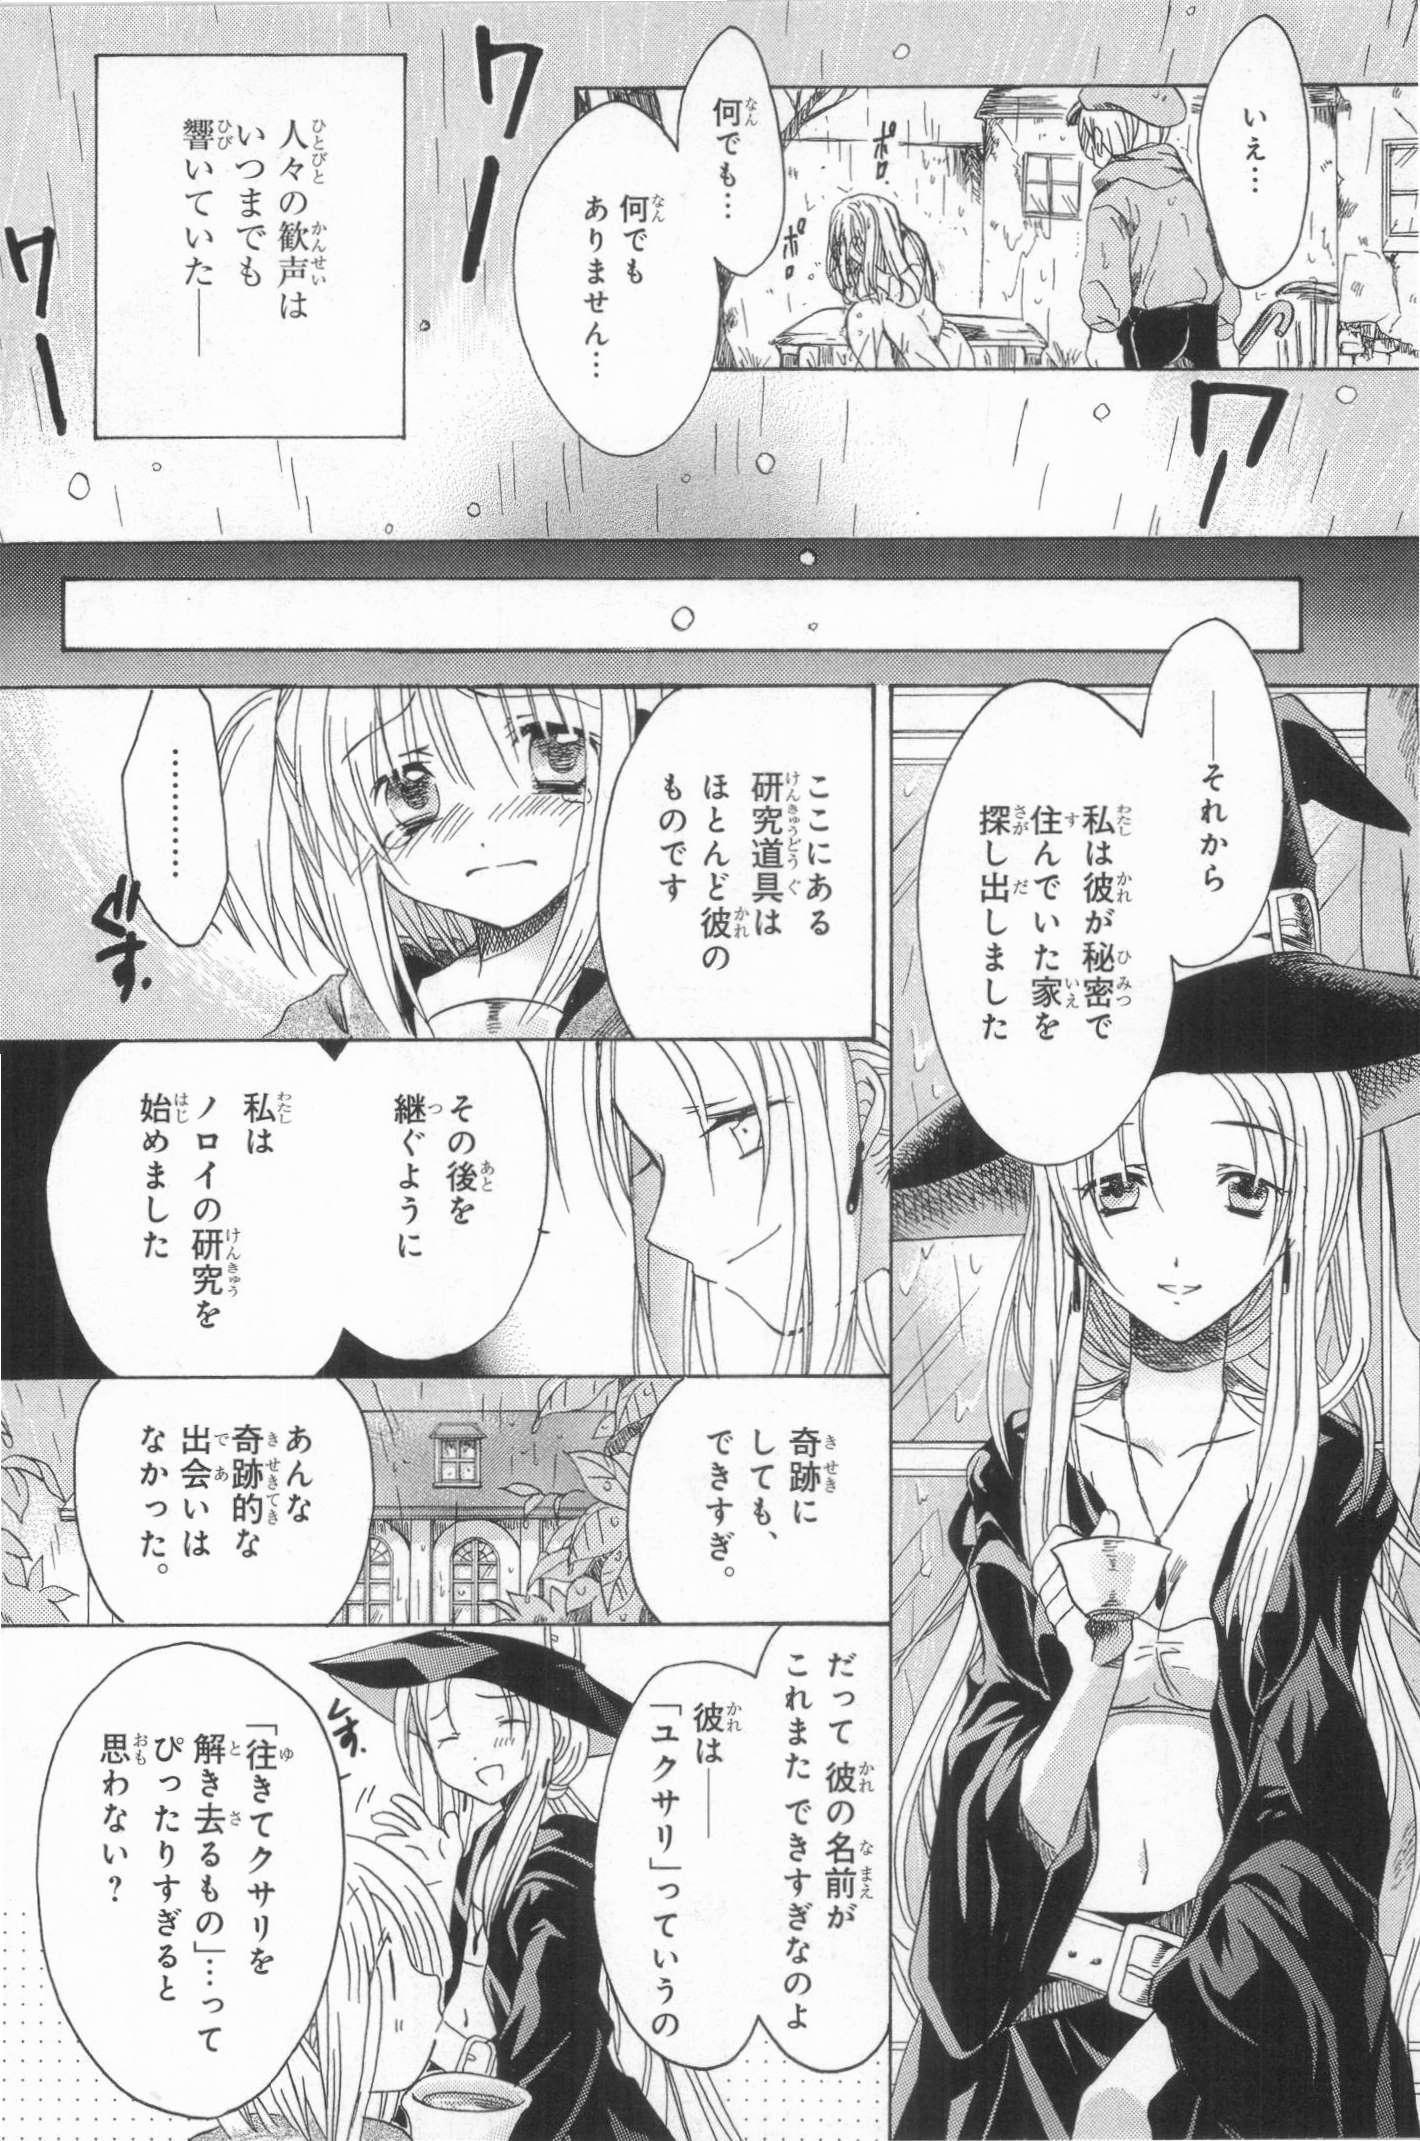 いえ…
何でも…
何でも
ありません…
ポロ
ポロ
ワー
ワー
ワー
人々の歓声は
いつまでも
響いていた――
――それから
私は彼が秘密で
住んでいた家を
探し出しました
ここにある
研究道具は
ほとんど彼の
ものです
…………
ぐす.
その後を
継ぐように
私は
ノロイの研究を
始めました
奇跡に
しても、
できすぎ。
あんな
奇跡的な
出会いは
なかった。
だって 彼の名前が
これまた できすぎなのよ
彼は――
「ユクサリ」っていうの
「往きてクサリを
解き去るもの」…って
ぴったりすぎると
思わない?